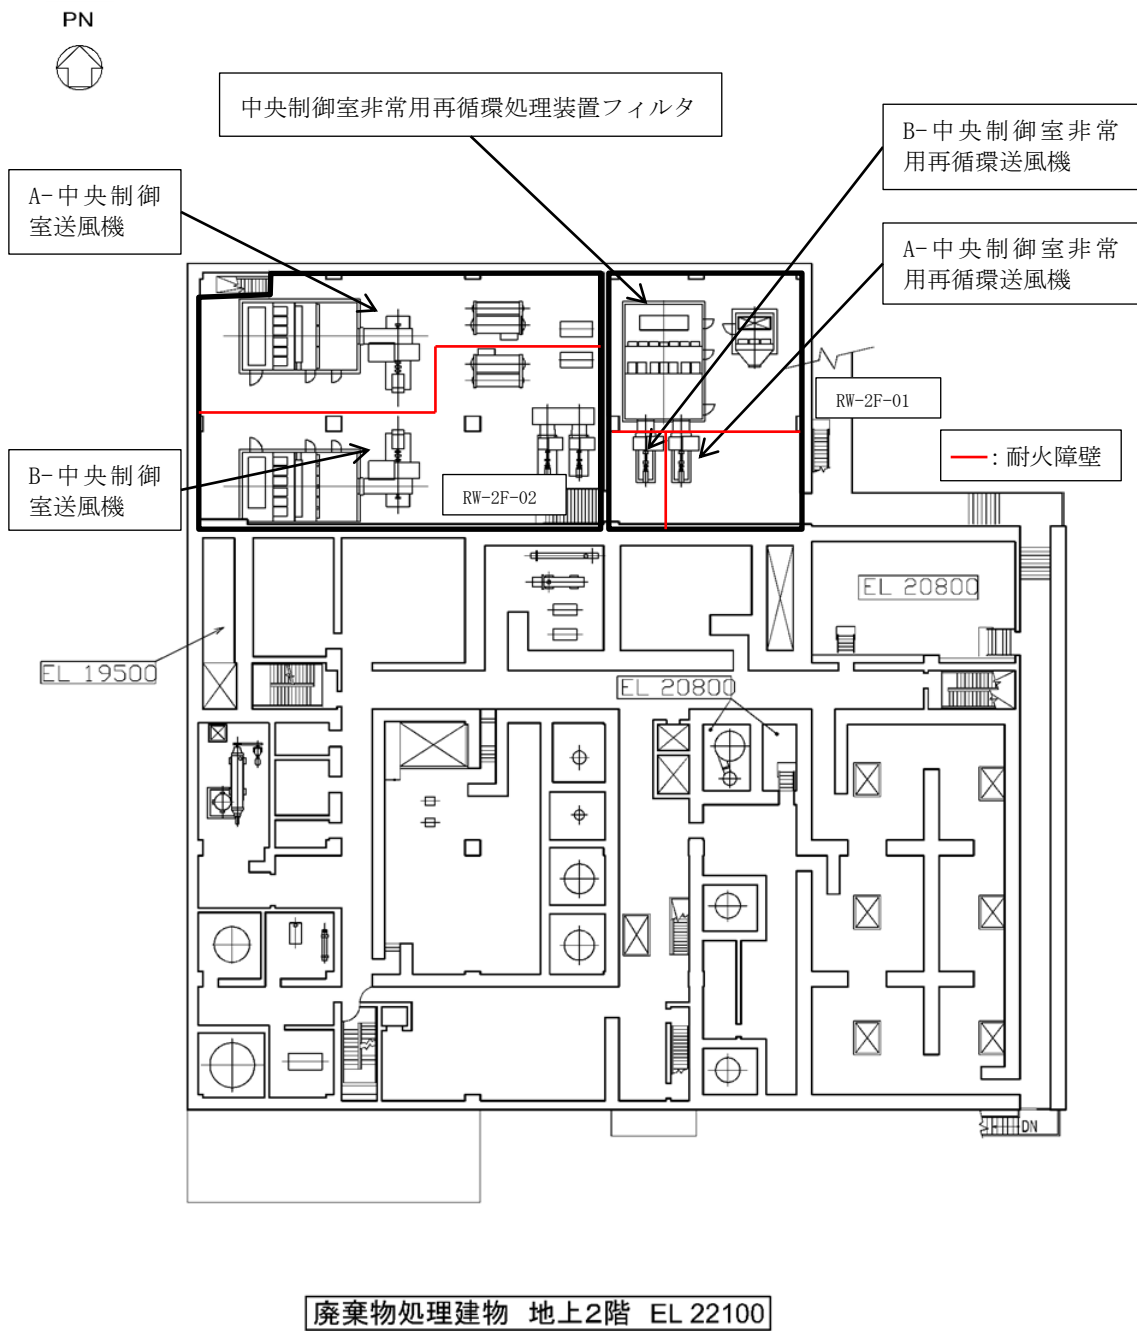 PN
中央制御室非常用再循環処理装置フィルタ
B-中央制御室非常
用再循環送風機
A-中央制御
室送風機
A-中央制御室非常
用再循環送風機
RW-2F-01
: 耐火障壁
B-中央制御
室送風機
RW-2F-02
EL 20800
EL 19500
EL 20800
DN
廃棄物処理建物 地上2階 EL 22100